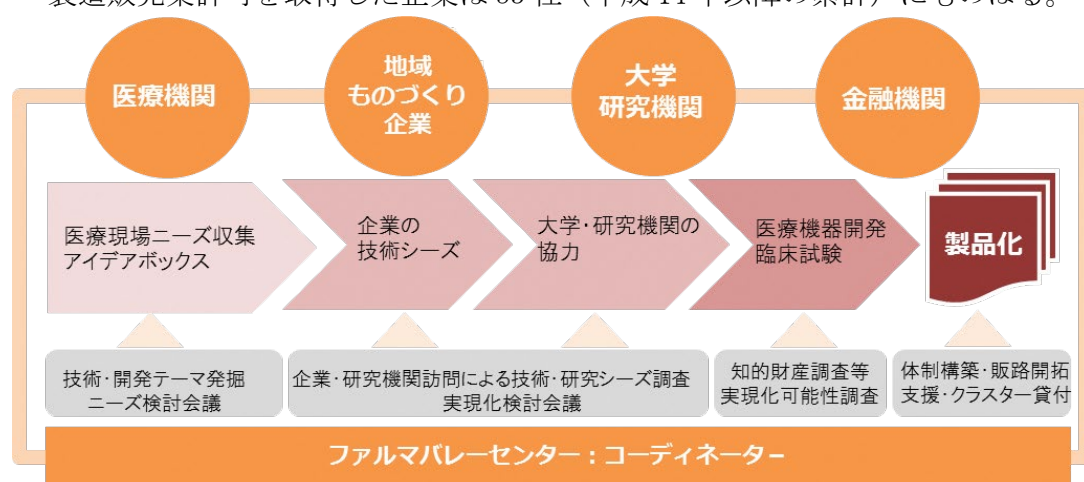 医療機関
地域
ものづくり
企業
大学
研究機関
金融機関
医療現場ニーズ収集
アイデアボックス
企業の
技術シーズ
大学・研究機関の
協力
医療機器開発
臨床試験
製品化
技術・開発テーマ発掘
ニーズ検討会議
企業・研究機関訪問による技術・研究シーズ調査
実現化検討会議
知的財産調査等
実現化可能性調査
体制構築・販路開拓
支援・クラスター貸付
ファルマバレーセンター：コーディネーター